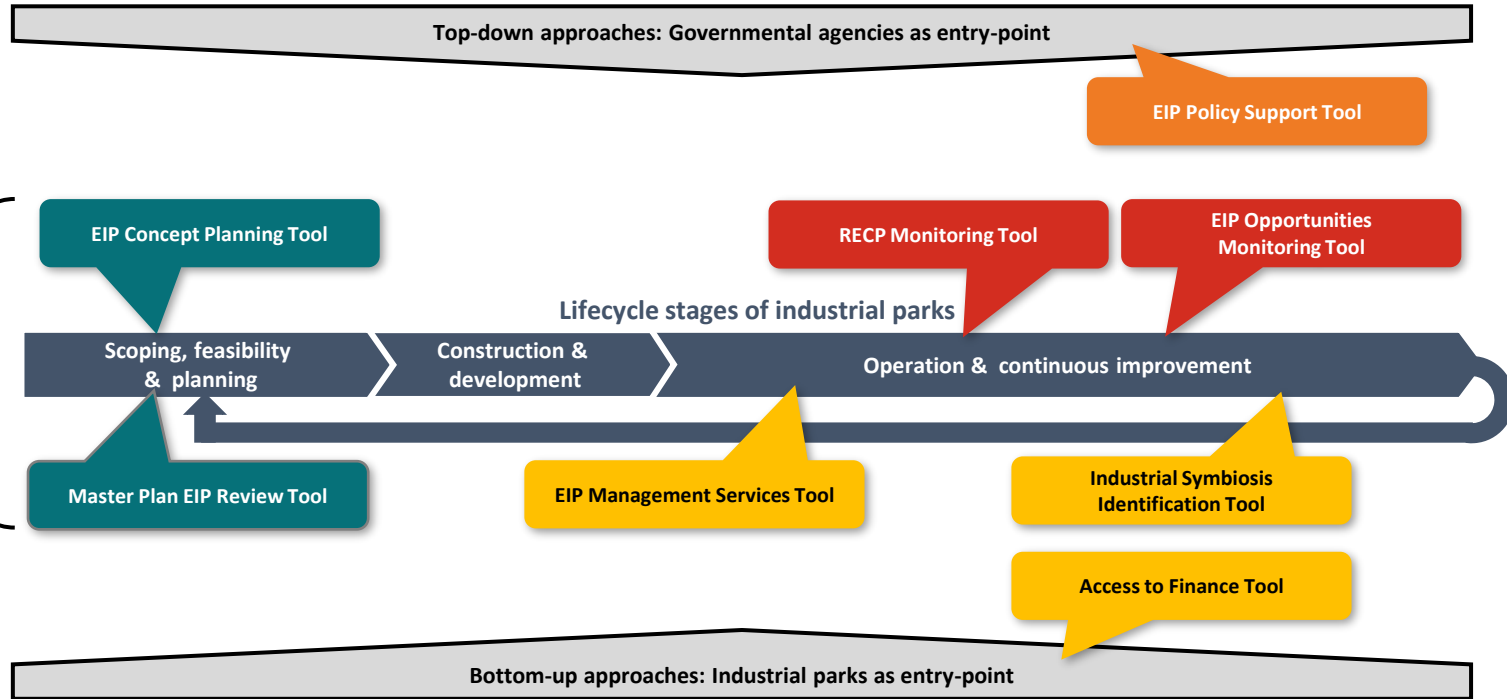 Top-down approaches: Governmental agencies as entry-point
EIP Policy Support Tool
EIP Concept Planning Tool
RECP Monitoring Tool
EIP Opportunities
Monitoring Tool
Lifecycle stages of industrial parks
Scoping, feasibility
& planning
Construction &
development
Operation & continuous improvement
Master Plan EIP Review Tool
EIP Management Services Tool
Industrial Symbiosis
Identification Tool
Access to Finance Tool
Bottom-up approaches: Industrial parks as entry-point